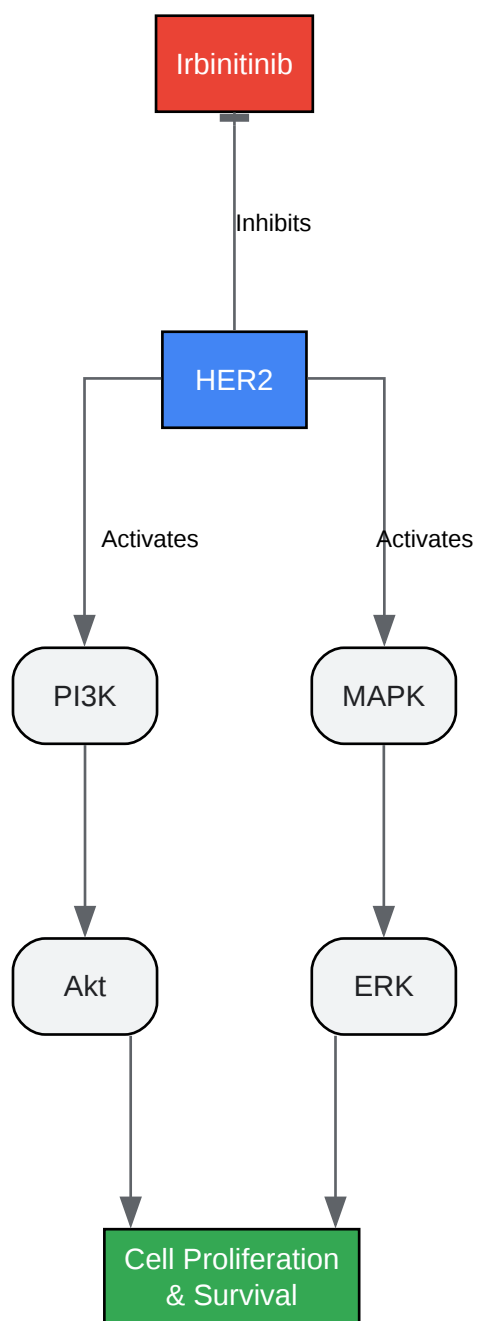 Irbinitinib
Inhibits
HER2
Activates
Activates
PI3K
MAPK
Akt
ERK
Cell Proliferation
& Survival